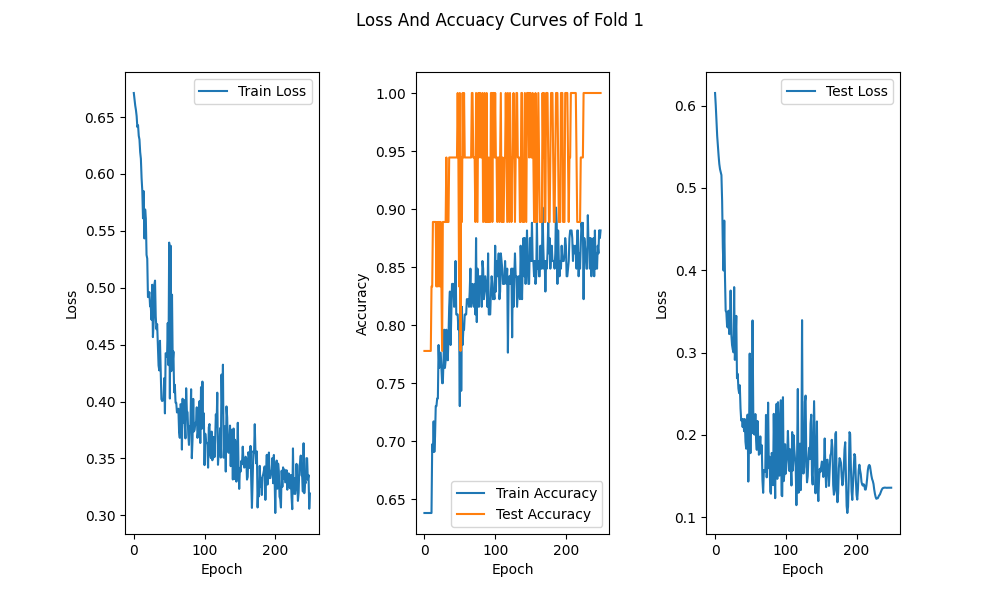 Loss And Accuacy Curves of Fold 1
Train Loss
0.65
0.60
0.55
0.50
0.45
0.40
0.35
0.30
Loss
0
100
200
Epoch
1.00
0.95
0.90
0.85
0.80
0.75
0.70
0.65
Accuracy
Train Accuracy
Test Accuracy
0
100
200
Epoch
Test Loss
0.6
0.5
0.4
0.3
0.2
0.1
Loss
0
100
200
Epoch